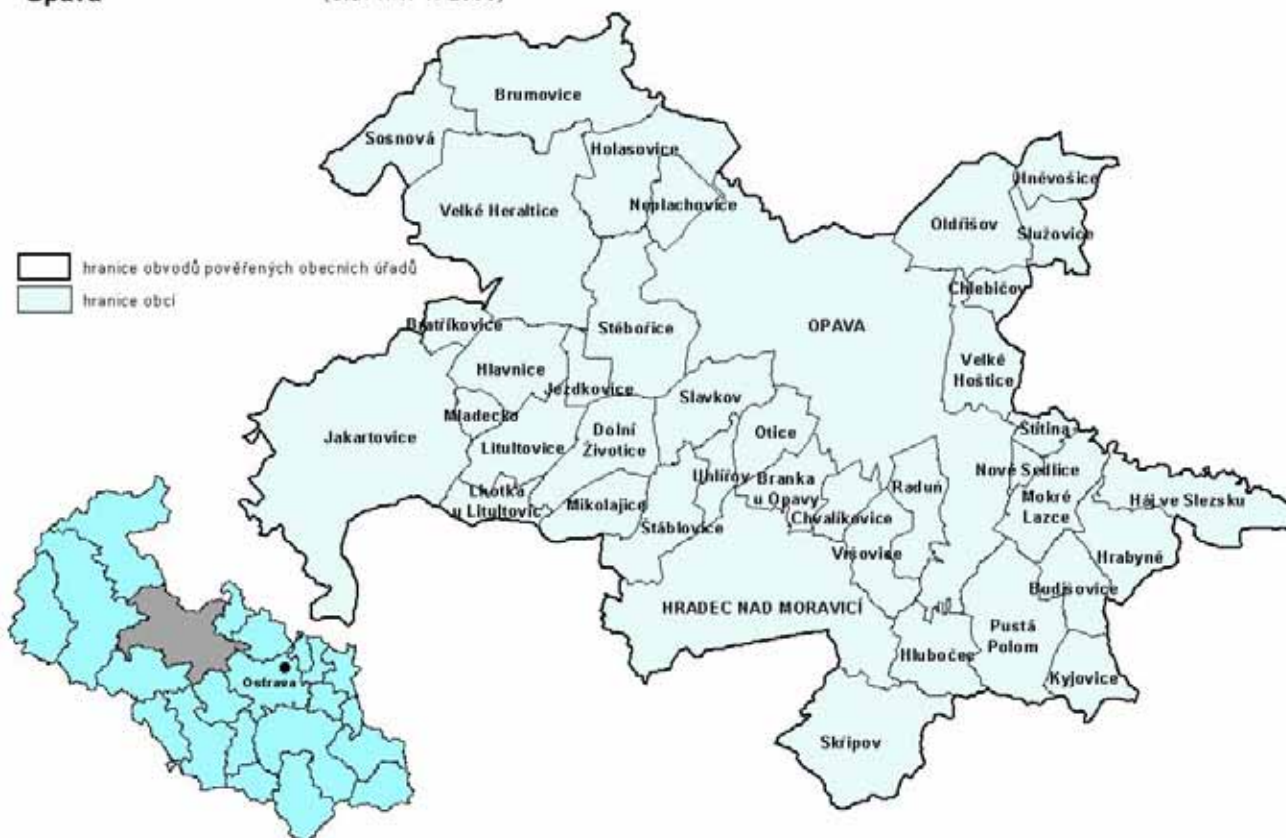 Opava
Brumovice
Sosnová
Holasovice
Hněvošice
Velké Heraltice
Neplachovice
Oldřišov
Služovice
hranice obvodů pověřených obecních úřadů
hranice obcí
Chlebičov
Bratříkovice
Stěbořice
OPAVA
Velké
Hoštice
Hlavnice
Jezdkovice
Slavkov
Mladecko
Jakartovice
Litultovice
Dolní
Životice
Otice
Štítina
Nové Sedlice
Uhlířov
Branka
u Opavy
Raduň
Mokré
Lazce
Háj ve Slezsku
Lhotka
u Litultovic
Mikolajice
Štáblovice
Chvalíkovice
Vršovice
Hrabyně
Budišovice
HRADEC NAD MORAVICÍ
Pustá
Polom
Hlubočec
Kyjovice
Ostrava
Skřipov